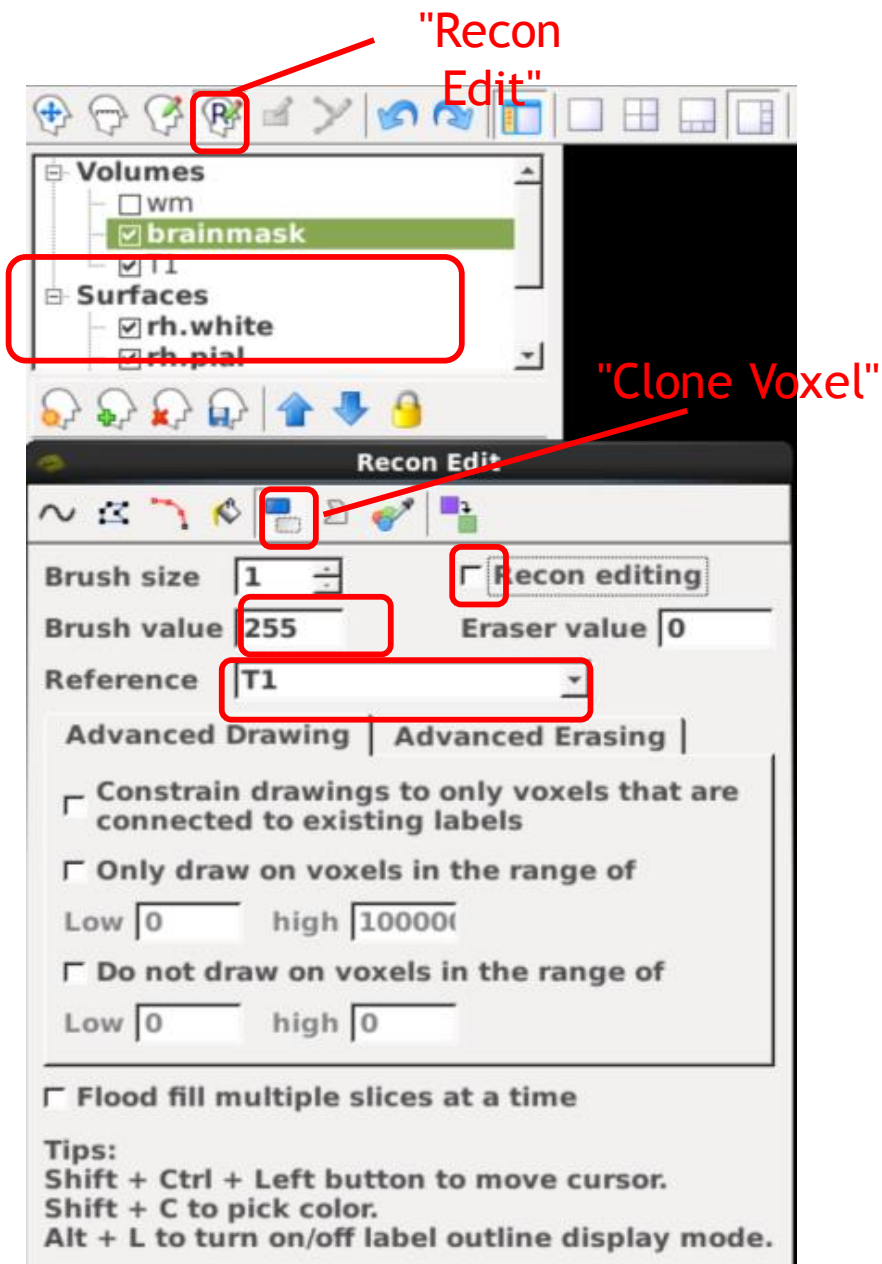 "Recon
Edit"
R
Volumes
wm
brainmask
T1
Surfaces
rh.white
rh.pial
"Clone Voxel"
Recon Edit
Brush size 1 Recon editing
Brush value 255 Eraser value 0
Reference T1
Advanced Drawing Advanced Erasing
Constrain drawings to only voxels that are
connected to existing labels
Only draw on voxels in the range of
Low 0 high 100000
Do not draw on voxels in the range of
Low 0 high 0
Flood fill multiple slices at a time
Tips:
Shift + Ctrl + Left button to move cursor.
Shift + C to pick color.
Alt + L to turn on/off label outline display mode.